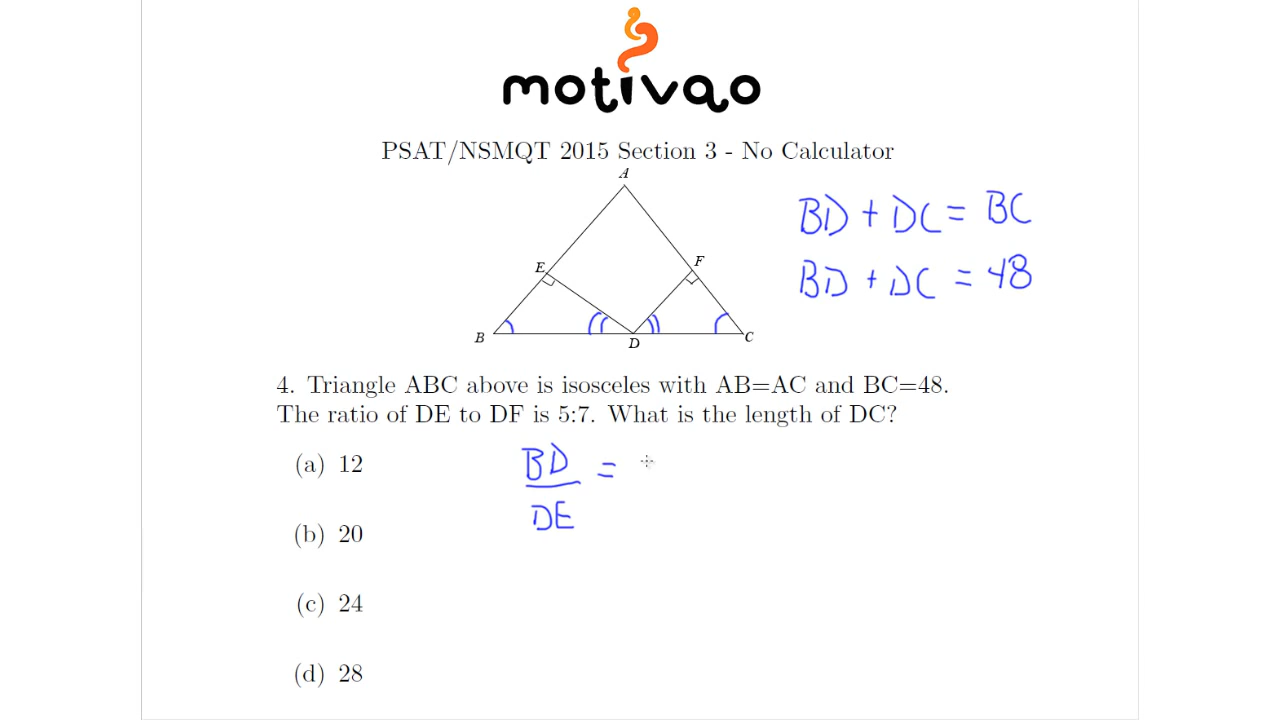 motivao
PSAT/NSMQT 2015 Section 3 - No Calculator
A
BD + DC = BC
E
F
BD + DC = 48
B
D
C
4. Triangle ABC above is isosceles with AB=AC and BC=48.
The ratio of DE to DF is 5:7. What is the length of DC?
(a) 12
BD
=
DE
(b) 20
(c) 24
(d) 28